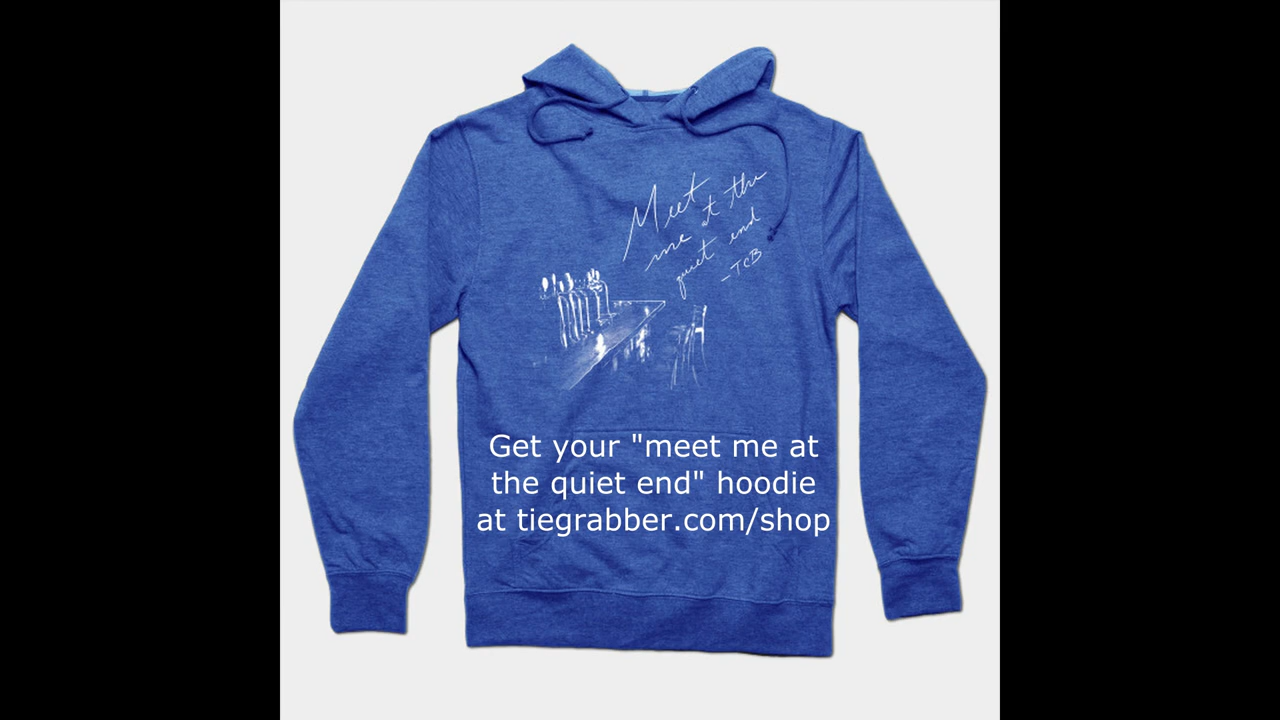 Meet
me at the
quiet end
-TCB
Get your "meet me at
the quiet end" hoodie
at tiegrabber.com/shop